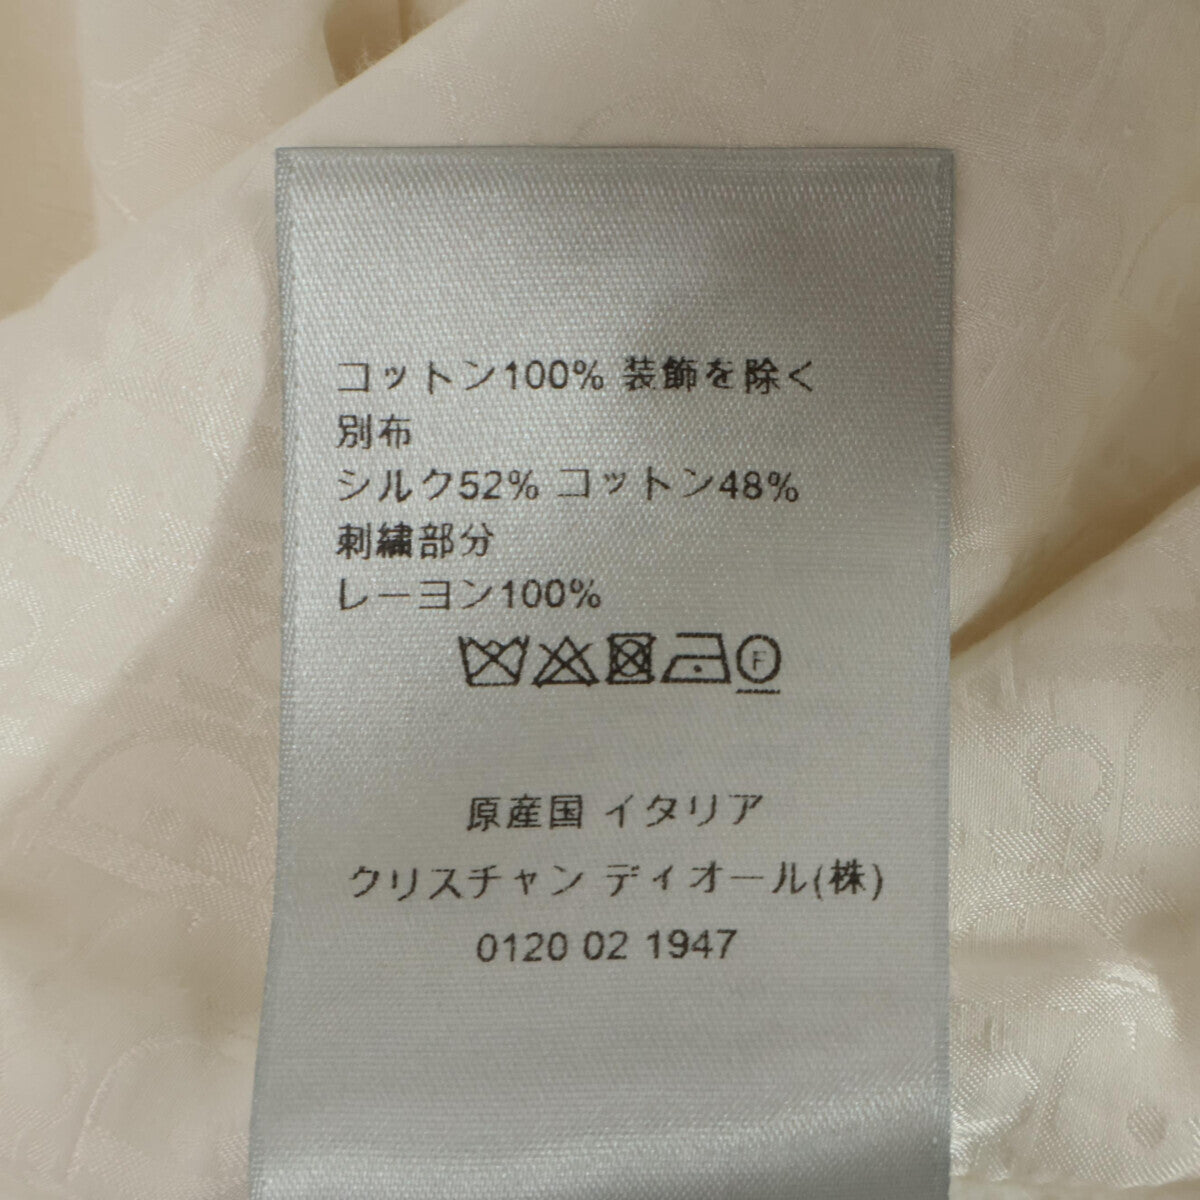 コットン100% 装飾を除く
別布
シルク52% コットン48%
刺繍部分
レーヨン100%
F
原産国 イタリア
クリスチャン ディオール(株)
0120 02 1947